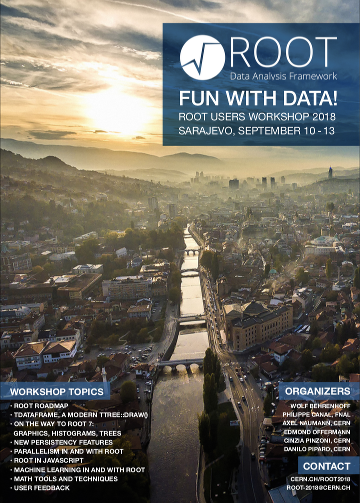 ROOT
Data Analysis Framework
FUN WITH DATA!
ROOT USERS WORKSHOP 2018
SARAJEVO, SEPTEMBER 10 - 13
WORKSHOP TOPICS
• ROOT ROADMAP
• TDATAFRAME, A MODERN TTREE::DRAW()
• ON THE WAY TO ROOT 7:
• GRAPHICS, HISTOGRAMS, TREES
• NEW PERSISTENCY FEATURES
• PARALLELISM IN AND WITH ROOT
• ROOT IN JAVASCRIPT
• MACHINE LEARNING IN AND WITH ROOT
• MATH TOOLS AND TECHNIQUES
• USER FEEDBACK
ORGANIZERS
WOLF BEHRENHOFF
PHILIPPE CANAL, FNAL
AXEL NAUMANN, CERN
EDMOND OFFERMANN
CINZIA PINZONI, CERN
DANILO PIPARO, CERN
CONTACT
CERN.CH/ROOT2018
ROOT-2018@CERN.CH